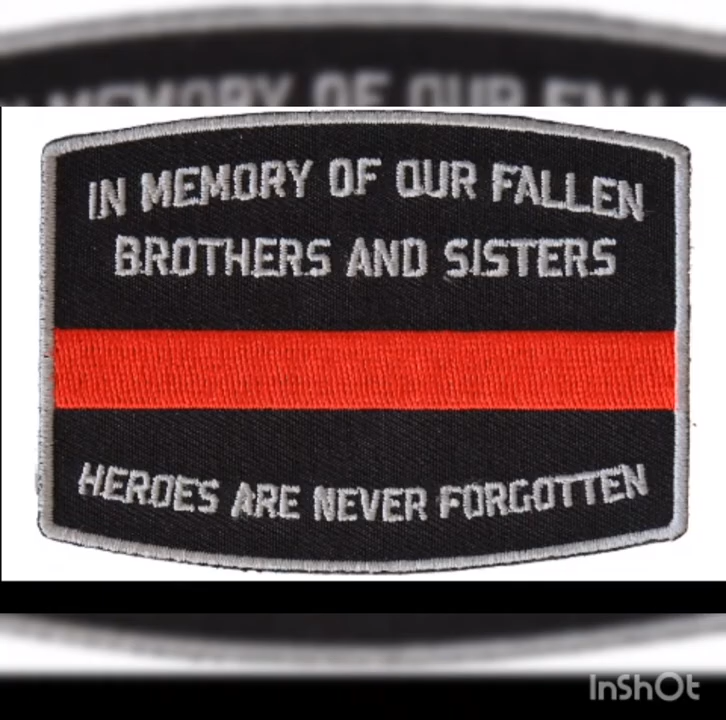 IN MEMORY OF OUR FALLEN
BROTHERS AND SISTERS
HEROES ARE NEVER FORGOTTEN
InShOt